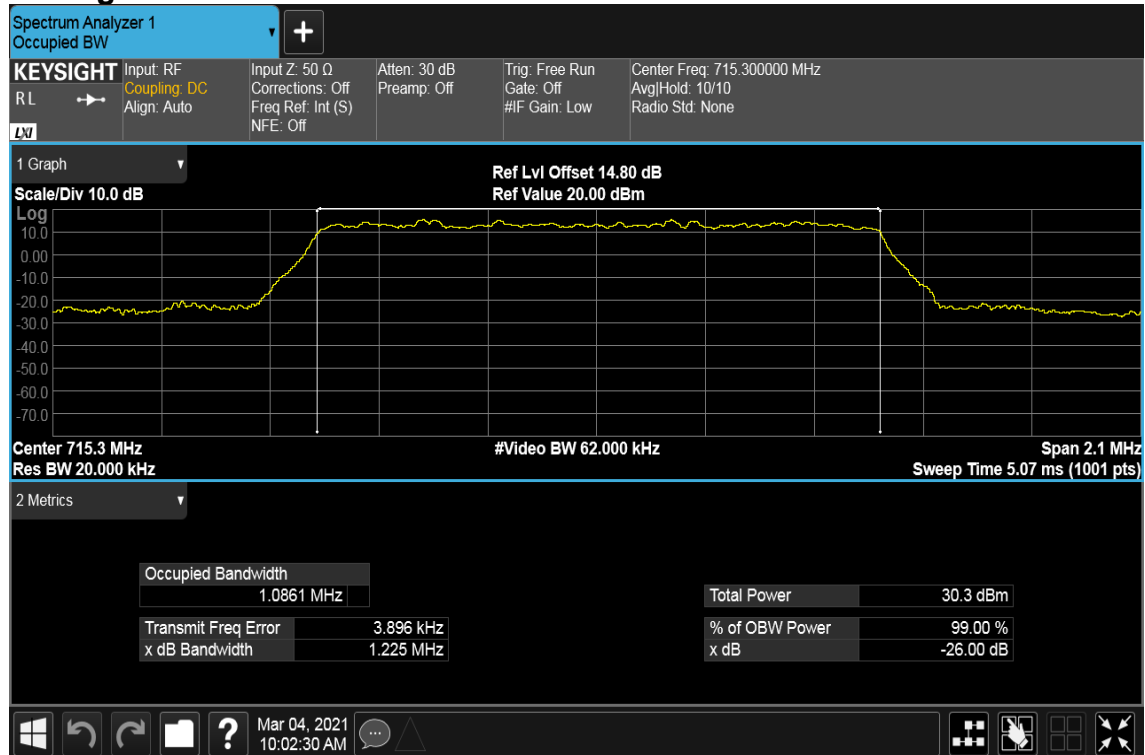 Spectrum Analyzer 1
Occupied BW
+
KEYSIGHT
RL
LXI
Input: RF
Coupling: DC
Align: Auto
Input Z: 50 Ω
Corrections: Off
Freq Ref: Int (S)
NFE: Off
Atten: 30 dB
Preamp: Off
Trig: Free Run
Gate: Off
#IF Gain: Low
Center Freq: 715.300000 MHz
Avg|Hold: 10/10
Radio Std: None
1 Graph
Scale/Div 10.0 dB
Ref Lvl Offset 14.80 dB
Ref Value 20.00 dBm
Log
10.0
0.00
-10.0
-20.0
-30.0
-40.0
-50.0
-60.0
-70.0
Center 715.3 MHz
Res BW 20.000 kHz
#Video BW 62.000 kHz
Span 2.1 MHz
Sweep Time 5.07 ms (1001 pts)
2 Metrics
Occupied Bandwidth
1.0861 MHz
Transmit Freq Error 3.896 kHz
x dB Bandwidth 1.225 MHz
Total Power 30.3 dBm
% of OBW Power 99.00 %
x dB -26.00 dB
?
Mar 04, 2021
10:02:30 AM